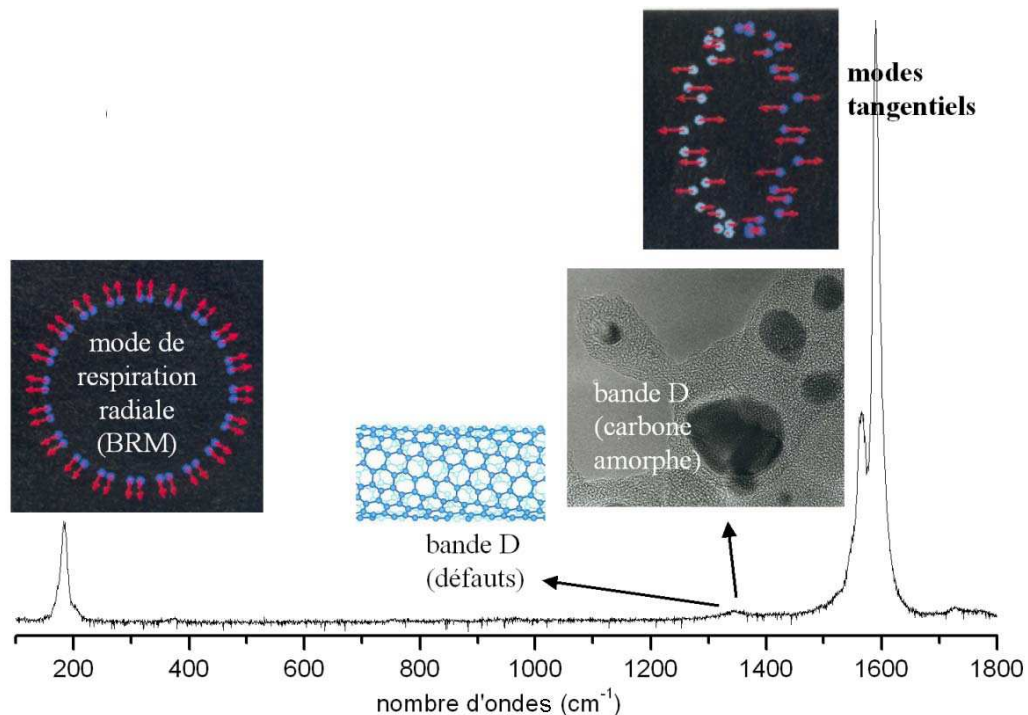 modes
tangentiels
mode de
respiration
radiale
(BRM)
bande D
(carbone
amorphe)
bande D
(défauts)
200 400 600 800 1000 1200 1400 1600 1800
nombre d'ondes (cm⁻¹)